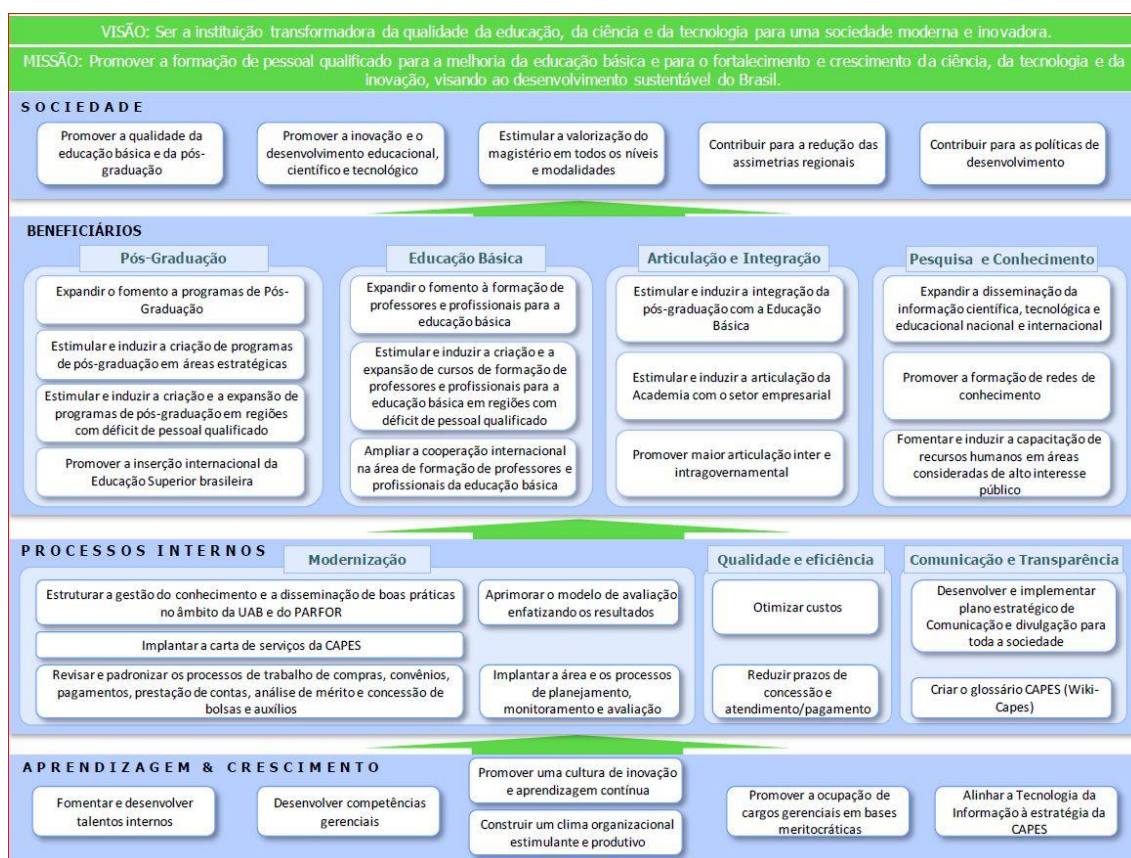 VISÃO: Ser a instituição transformadora da qualidade da educação, da ciência e da tecnologia para uma sociedade moderna e inovadora.
MISSÃO: Promover a formação de pessoal qualificado para a melhoria da educação básica e para o fortalecimento e crescimento da ciência, da tecnologia e da
inovação, visando ao desenvolvimento sustentável do Brasil.
SOCIEDADE
Promover a qualidade da
educação básica e da pós-
graduação
Promover a inovação e o
desenvolvimento educacional,
científico e tecnológico
Estimular a valorização do
magistério em todos os níveis
e modalidades
Contribuir para a redução das
assimetrias regionais
Contribuir para as políticas de
desenvolvimento
BENEFICIÁRIOS
Pós-Graduação
Expandir o fomento a programas de Pós-
Graduação
Estimular e induzir a criação de programas
de pós-graduação em áreas estratégicas
Estimular e induzir a criação e a expansão de
programas de pós-graduação em regiões
com déficit de pessoal qualificado
Promover a inserção internacional da
Educação Superior brasileira
Educação Básica
Expandir o fomento à formação de
professores e profissionais para a
educação básica
Estimular e induzir a criação e a
expansão de cursos de formação de
professores e profissionais para a
educação básica em regiões com
déficit de pessoal qualificado
Ampliar a cooperação internacional
na área de formação de professores e
profissionais da educação básica
Articulação e Integração
Estimular e induzir a integração da
pós-graduação com a Educação
Básica
Estimular e induzir a articulação da
Academia com o setor empresarial
Promover maior articulação inter e
intragovernamental
Pesquisa e Conhecimento
Expandir a disseminação da
informação científica, tecnológica e
educacional nacional e internacional
Promover a formação de redes de
conhecimento
Fomentar e induzir a capacitação de
recursos humanos em áreas
consideradas de alto interesse
público
PROCESSOS INTERNOS
Modernização
Estruturar a gestão do conhecimento e a disseminação de boas práticas
no âmbito da UAB e do PARFOR
Implantar a carta de serviços da CAPES
Revisar e padronizar os processos de trabalho de compras, convênios,
pagamentos, prestação de contas, análise de mérito e concessão de
bolsas e auxílios
Aprimorar o modelo de avaliação
enfatizando os resultados
Implantar a área e os processos
de planejamento,
monitoramento e avaliação
Qualidade e eficiência
Otimizar custos
Reduzir prazos de
concessão e
atendimento/pagamento
Comunicação e Transparência
Desenvolver e implementar
plano estratégico de
Comunicação e divulgação para
toda a sociedade
Criar o glossário CAPES (Wiki-
Capes)
APRENDIZAGEM & CRESCIMENTO
Fomentar e desenvolver
talentos internos
Desenvolver competências
gerenciais
Promover uma cultura de inovação
e aprendizagem contínua
Construir um clima organizacional
estimulante e produtivo
Promover a ocupação de
cargos gerenciais em bases
meritocráticas
Alinhar a Tecnologia da
Informação à estratégia da
CAPES